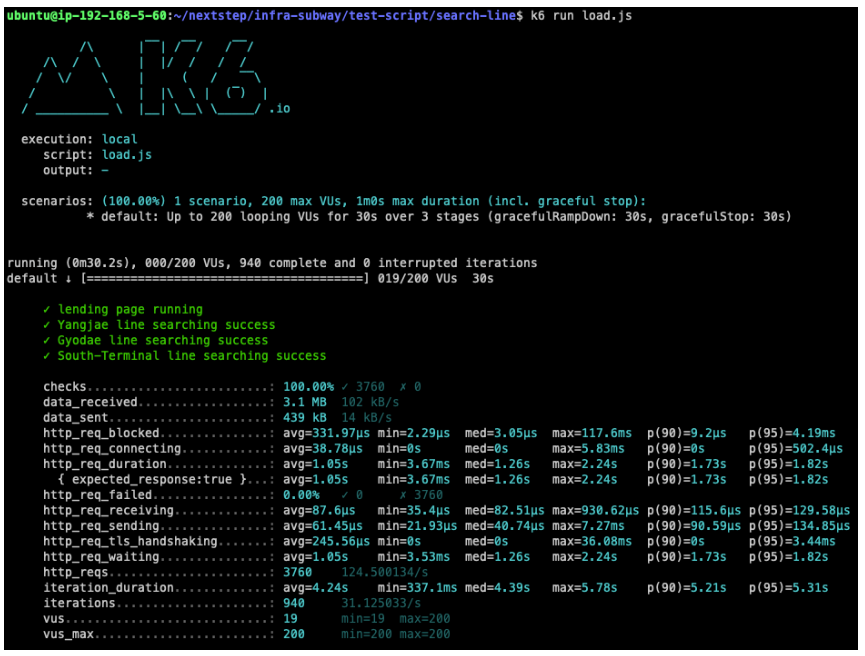 ubuntu@ip-192-168-5-60:~/nextstep/infra-subway/test-script/search-line$ k6 run load.js
K6 .io
execution: local
script: load.js
output: -
scenarios: (100.00%) 1 scenario, 200 max VUs, 1m0s max duration (incl. graceful stop):
* default: Up to 200 looping VUs for 30s over 3 stages (gracefulRampDown: 30s, gracefulStop: 30s)
running (0m30.2s), 000/200 VUs, 940 complete and 0 interrupted iterations
default ↓ [======================================] 019/200 VUs  30s
✓ lending page running
✓ Yangjae line searching success
✓ Gyodae line searching success
✓ South-Terminal line searching success
checks.........................: 100.00% ✓ 3760 ✗ 0
data_received..................: 3.1 MB 102 kB/s
data_sent......................: 439 kB 14 kB/s
http_req_blocked...............: avg=331.97µs min=2.29µs med=3.05µs max=117.6ms p(90)=9.2µs p(95)=4.19ms
http_req_connecting............: avg=38.78µs min=0s med=0s max=5.83ms p(90)=0s p(95)=502.4µs
http_req_duration..............: avg=1.05s min=3.67ms med=1.26s max=2.24s p(90)=1.73s p(95)=1.82s
{ expected_response:true }...: avg=1.05s min=3.67ms med=1.26s max=2.24s p(90)=1.73s p(95)=1.82s
http_req_failed................: 0.00% ✓ 0 ✗ 3760
http_req_receiving.............: avg=87.6µs min=35.4µs med=82.51µs max=930.62µs p(90)=115.6µs p(95)=129.58µs
http_req_sending...............: avg=61.45µs min=21.93µs med=40.74µs max=7.27ms p(90)=90.59µs p(95)=134.85µs
http_req_tls_handshaking.......: avg=245.56µs min=0s med=0s max=36.08ms p(90)=0s p(95)=3.44ms
http_req_waiting...............: avg=1.05s min=3.53ms med=1.26s max=2.24s p(90)=1.73s p(95)=1.82s
http_reqs......................: 3760 124.500134/s
iteration_duration.............: avg=4.24s min=337.1ms med=4.39s max=5.78s p(90)=5.21s p(95)=5.31s
iterations.....................: 940 31.125033/s
vus............................: 19 min=19 max=200
vus_max........................: 200 min=200 max=200